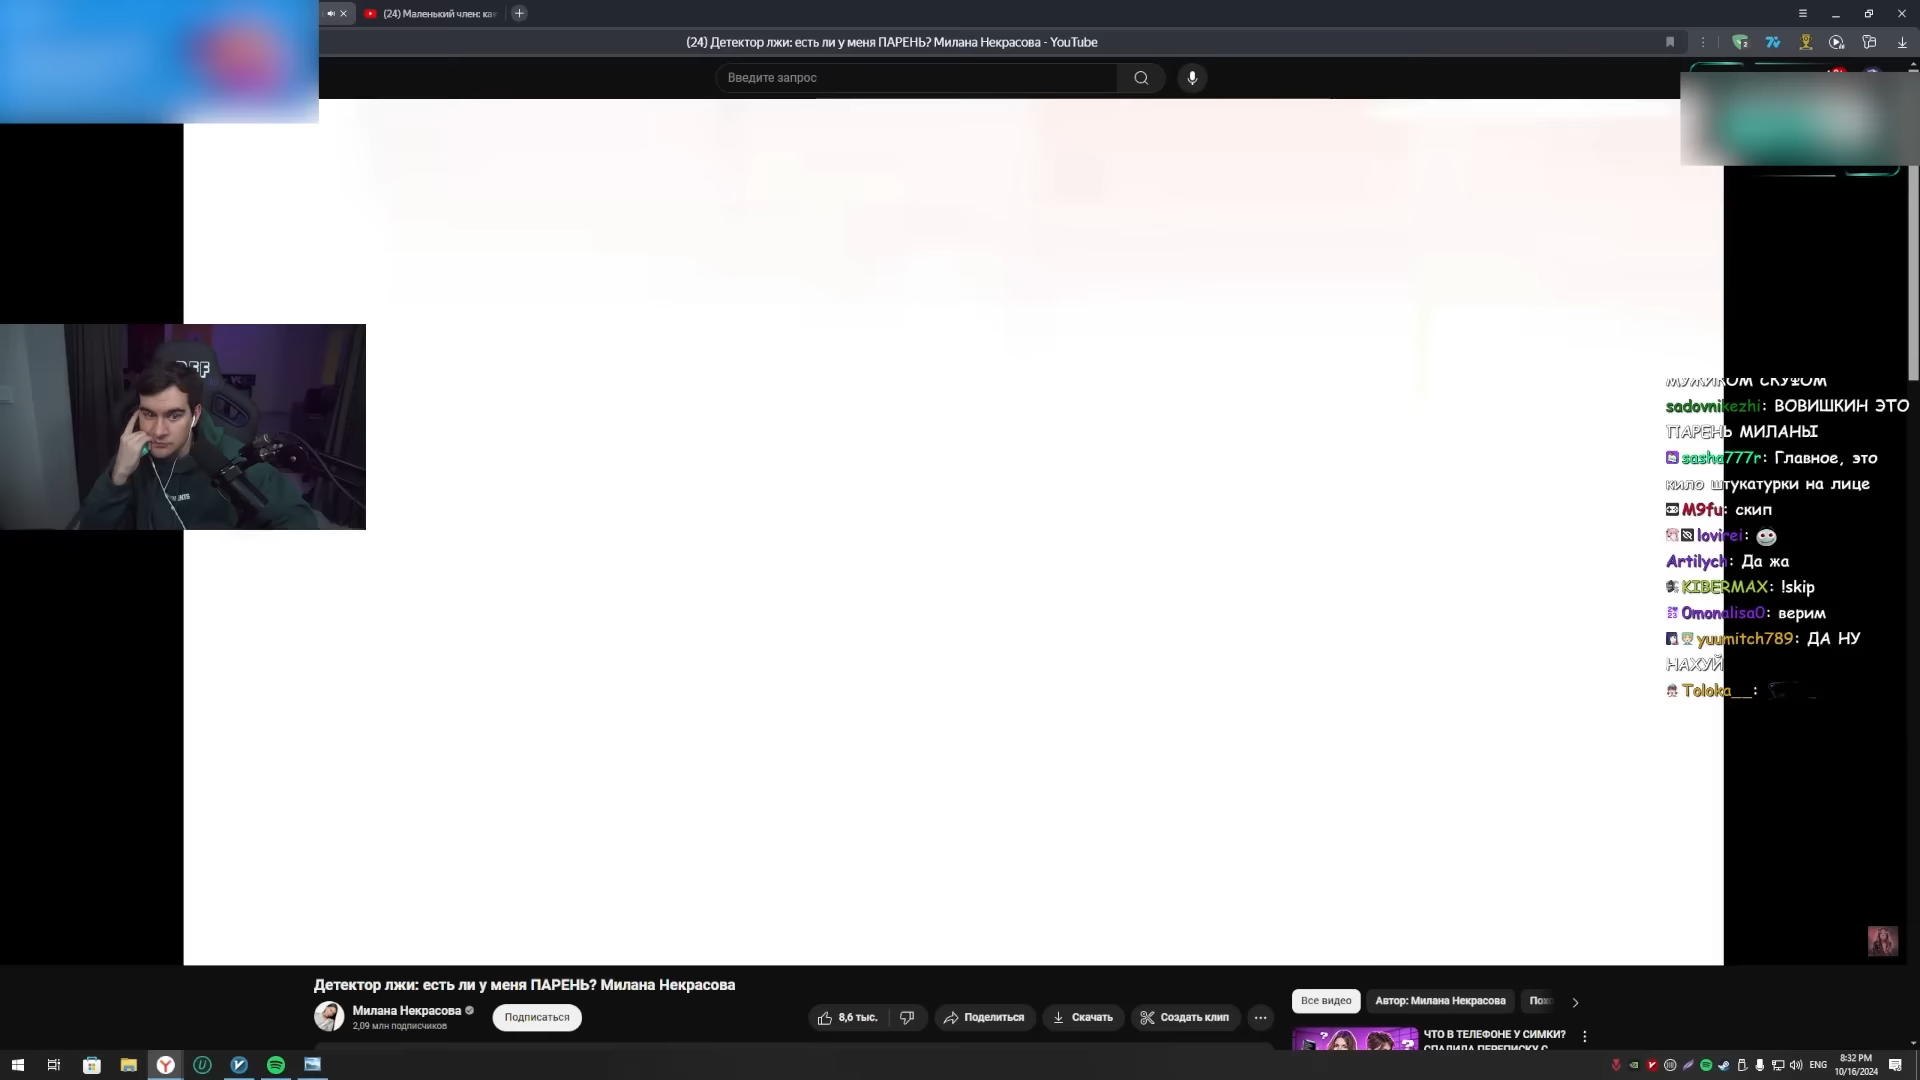 (24) Маленький член: ка
(24) Детектор лжи: есть ли у меня ПАРЕНЬ? Милана Некрасова - YouTube
Введите запрос
МУЖИКОМ СКУФОМ
sadovnikezhi: ВОВИШКИН ЭТО
ПАРЕНЬ МИЛАНЫ
sasha777r: Главное, это
кило штукатурки на лице
M9fu: скип
lovirei:
Artilych: Да жа
KIBERMAX: !skip
0monalisa0: верим
yuumitch789: ДА НУ
НАХУЙ
Toloka__:
Детектор лжи: есть ли у меня ПАРЕНЬ? Милана Некрасова
Милана Некрасова
2,09 млн подписчиков
Подписаться
8,6 тыс.
Поделиться
Скачать
Создать клип
Все видео
Автор: Милана Некрасова
Похо
ЧТО В ТЕЛЕФОНЕ У СИМКИ?
СПАЛИЛА ПЕРЕПИСКУ С
ENG
8:32 PM
10/16/2024